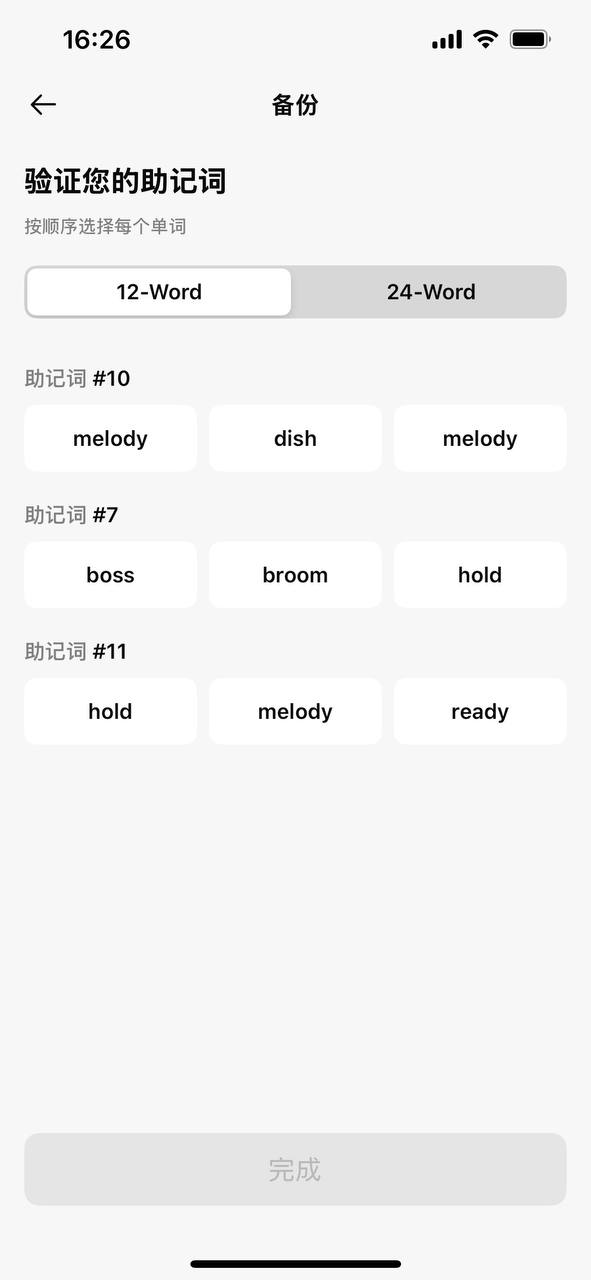 16:26
备份
验证您的助记词
按顺序选择每个单词
12-Word 24-Word
助记词 #10
melody dish melody
助记词 #7
boss broom hold
助记词 #11
hold melody ready
完成